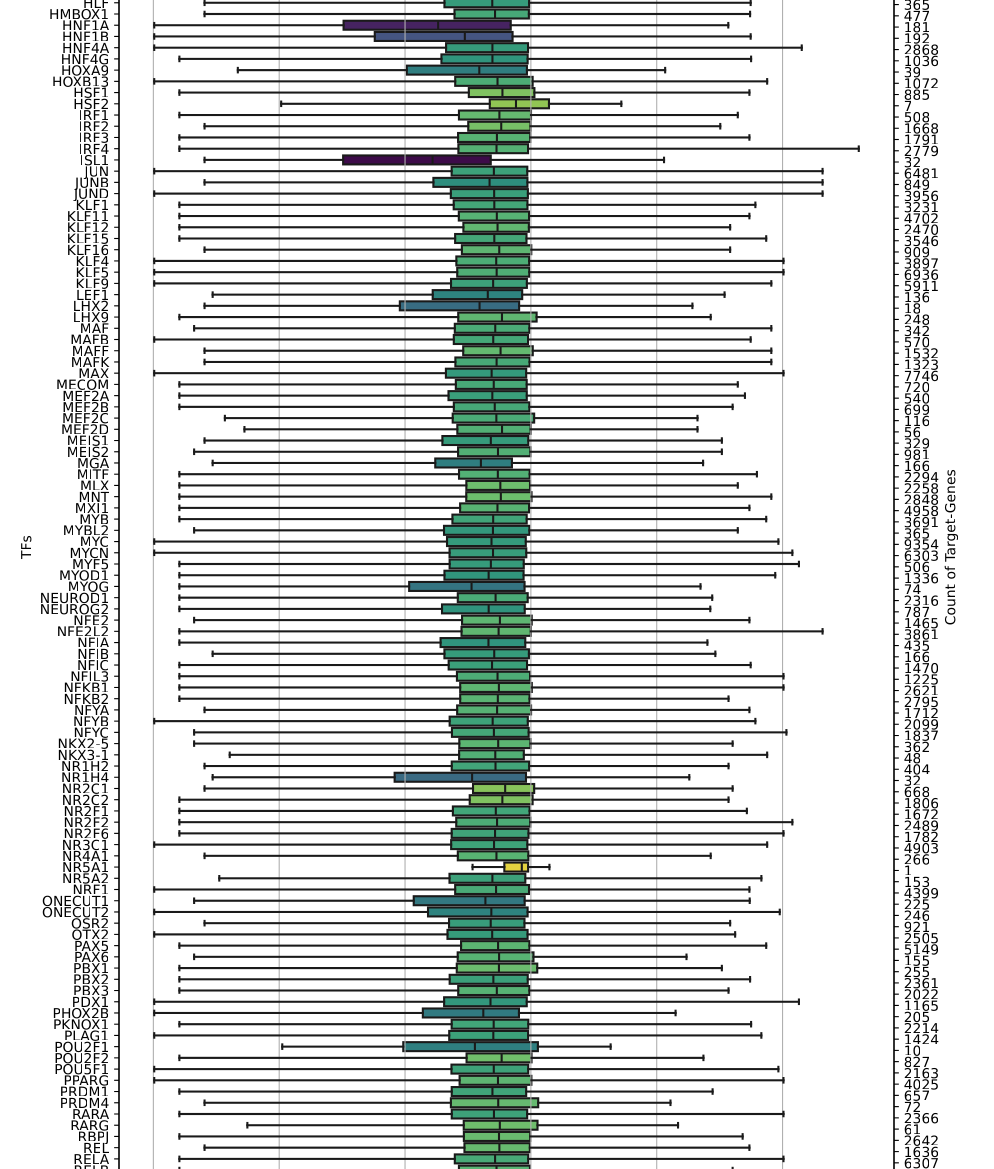 TFs
HLF 365
HMBOX1 477
HNF1A 181
HNF1B 192
HNF4A 2868
HNF4G 1036
HOXA9 39
HOXB13 1072
HSF1 885
HSF2 7
IRF1 508
IRF2 1668
IRF3 1791
IRF4 2779
ISL1 32
JUN 6481
JUNB 849
JUND 3956
KLF1 3231
KLF11 4702
KLF12 2470
KLF15 3546
KLF16 909
KLF4 3897
KLF5 6936
KLF9 5911
LEF1 136
LHX2 18
LHX9 248
MAF 342
MAFB 570
MAFF 1532
MAFK 1323
MAX 7746
MECOM 720
MEF2A 540
MEF2B 699
MEF2C 116
MEF2D 56
MEIS1 329
MEIS2 981
MGA 166
MITF 2294
MLX 2258
MNT 2848
MXI1 4958
MYB 3691
MYBL2 365
MYC 9354
MYCN 6303
MYF5 506
MYOD1 1336
MYOG 74
NEUROD1 2316
NEUROG2 787
NFE2 1465
NFE2L2 3861
NFIA 435
NFIB 166
NFIC 1470
NFIL3 1225
NFKB1 2621
NFKB2 2795
NFYA 1712
NFYB 2099
NFYC 1837
NKX2-5 362
NKX3-1 48
NR1H2 404
NR1H4 32
NR2C1 668
NR2C2 1806
NR2F1 1672
NR2F2 2489
NR2F6 1782
NR3C1 4903
NR4A1 266
NR5A1 1
NR5A2 153
NRF1 4399
ONECUT1 225
ONECUT2 246
OSR2 921
OTX2 2505
PAX5 5149
PAX6 155
PBX1 255
PBX2 2361
PBX3 2022
PDX1 1165
PHOX2B 205
PKNOX1 2214
PLAG1 1424
POU2F1 10
POU2F2 827
POU5F1 2163
PPARG 4025
PRDM1 657
PRDM4 72
RARA 2366
RARG 61
RBPJ 2642
REL 1636
RELA 6307
Count of Target-Genes